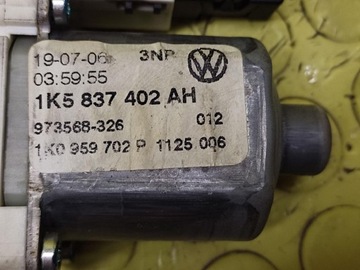 19-07-06 3NP
03:59:55
1K5 837 402 AH
973568-326 012
1K0 959 702 P 1125 006